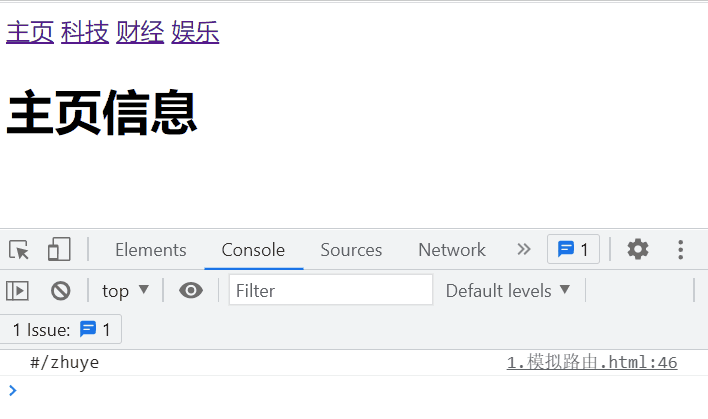 主页 科技 财经 娱乐
主页信息
Elements Console Sources Network 1
top Filter Default levels
1 Issue: 1
#/zhuye 1.模拟路由.html:46